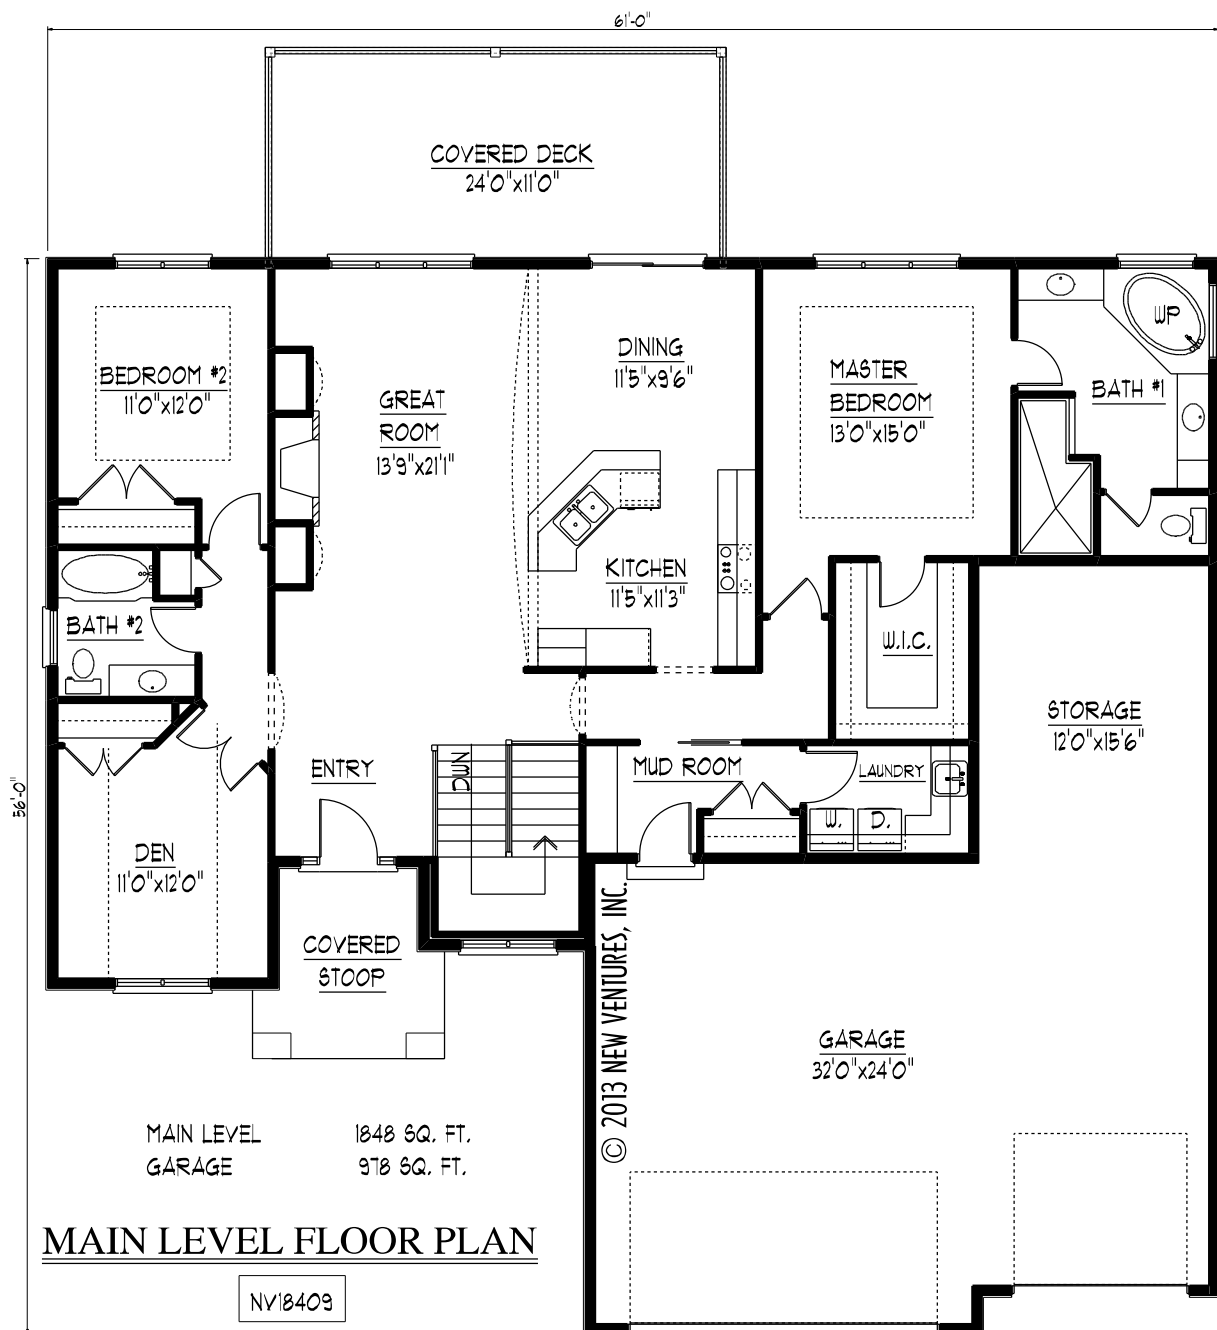 61'-0"
COVERED DECK
24'0"x11'0"
BEDROOM #2
11'0"x12'0"
GREAT
ROOM
13'9"x21'1"
DINING
11'5"x9'6"
MASTER
BEDROOM
13'0"x15'0"
WP
BATH #1
KITCHEN
11'5"x11'3"
BATH #2
W.I.C.
STORAGE
12'0"x15'6"
ENTRY
DWN
MUD ROOM
LAUNDRY
W.
D.
56'-0"
DEN
11'0"x12'0"
COVERED
STOOP
© 2013 NEW VENTURES, INC.
GARAGE
32'0"x24'0"
MAIN LEVEL 1848 SQ. FT.
GARAGE 978 SQ. FT.
MAIN LEVEL FLOOR PLAN
NV18409